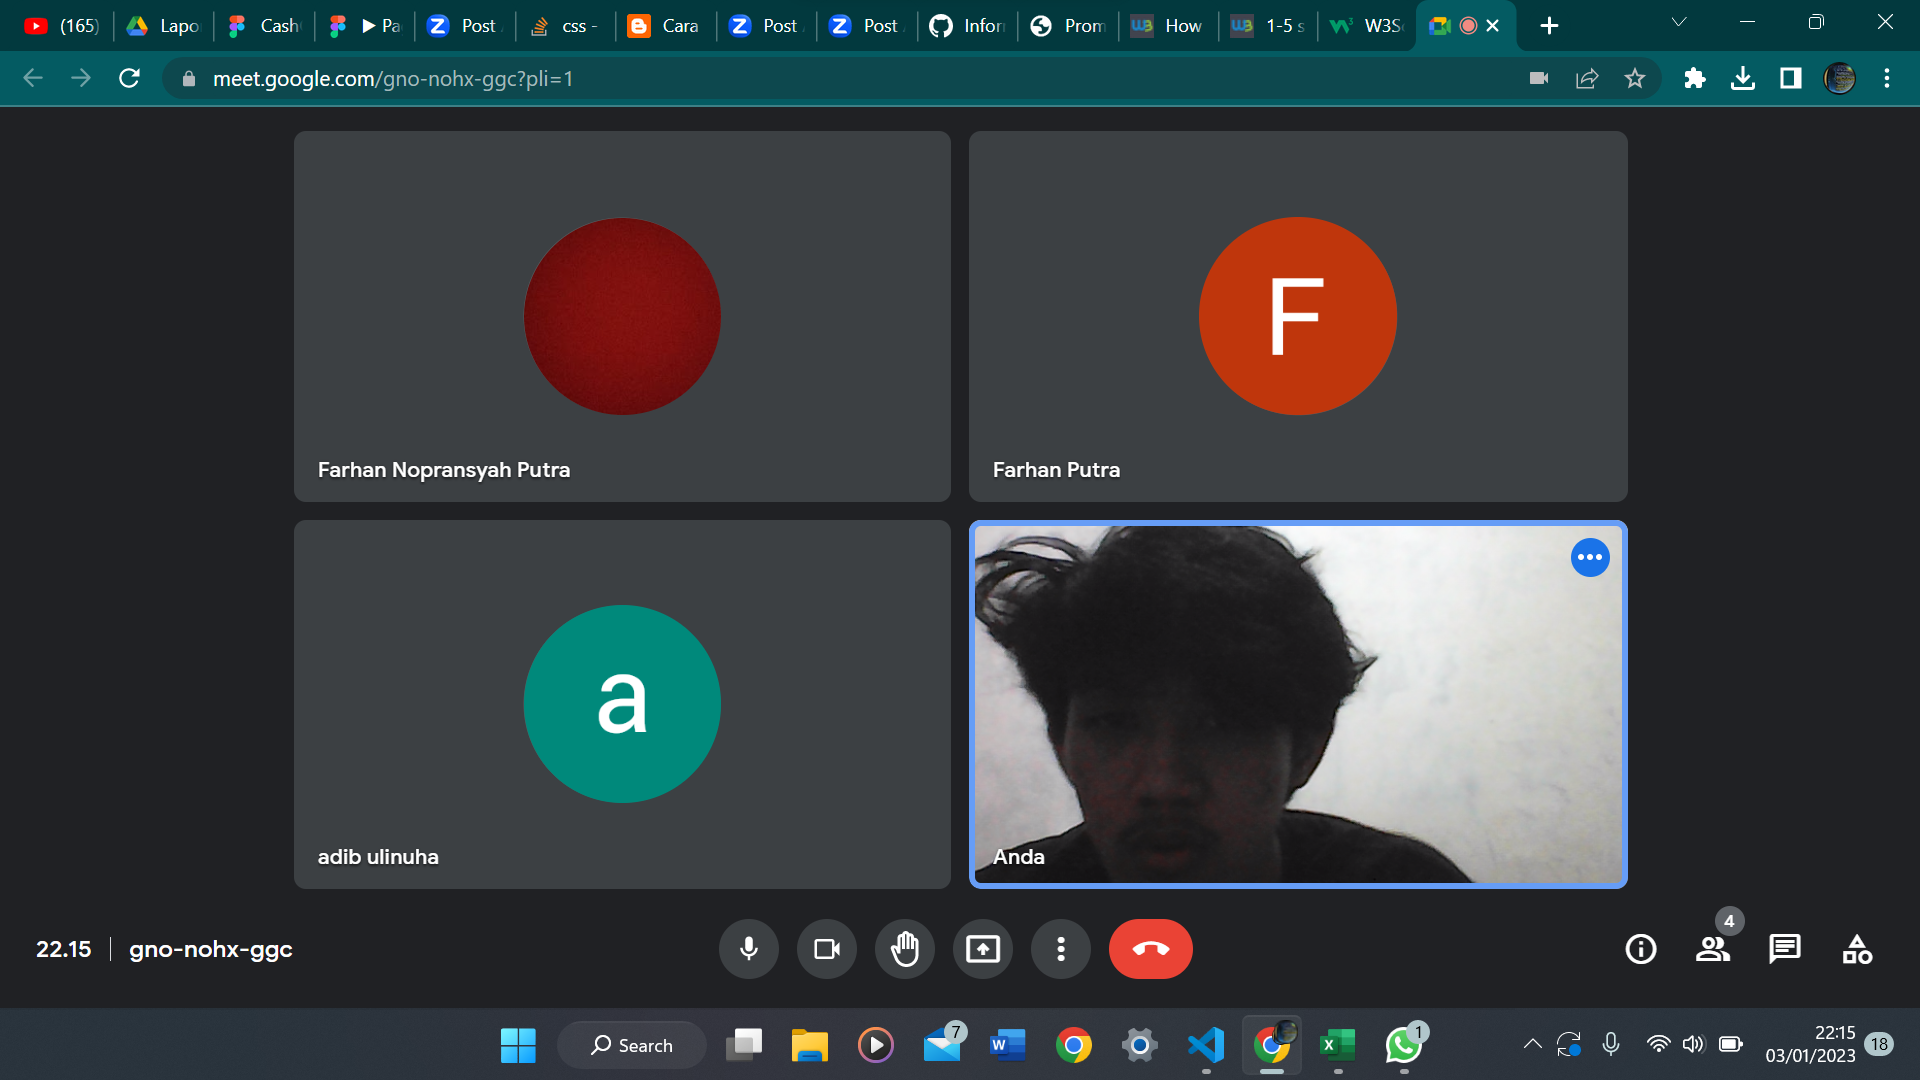 (165)
Lapo
Cash
▶ Pa
Post
css -
Cara
Post
Post
Infor
Prom
How
1-5 s
W3Sc
meet.google.com/gno-nohx-ggc?pli=1
F
Farhan Nopransyah Putra
Farhan Putra
a
adib ulinuha
Anda
22.15
gno-nohx-ggc
4
Search
7
1
22:15
03/01/2023
18